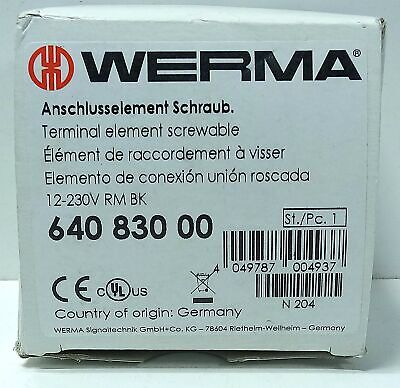 WERMA®
Anschlusselement Schraub.
Terminal element screwable
Élément de raccordement à visser
Elemento de conexión unión roscada
12-230V RM BK
640 830 00
St./Pc. 1
4 049787 004937
N 204
CE c UL us
Country of origin: Germany
WERMA Signaltechnik GmbH+Co. KG – 78604 Rietheim-Weilheim – Germany